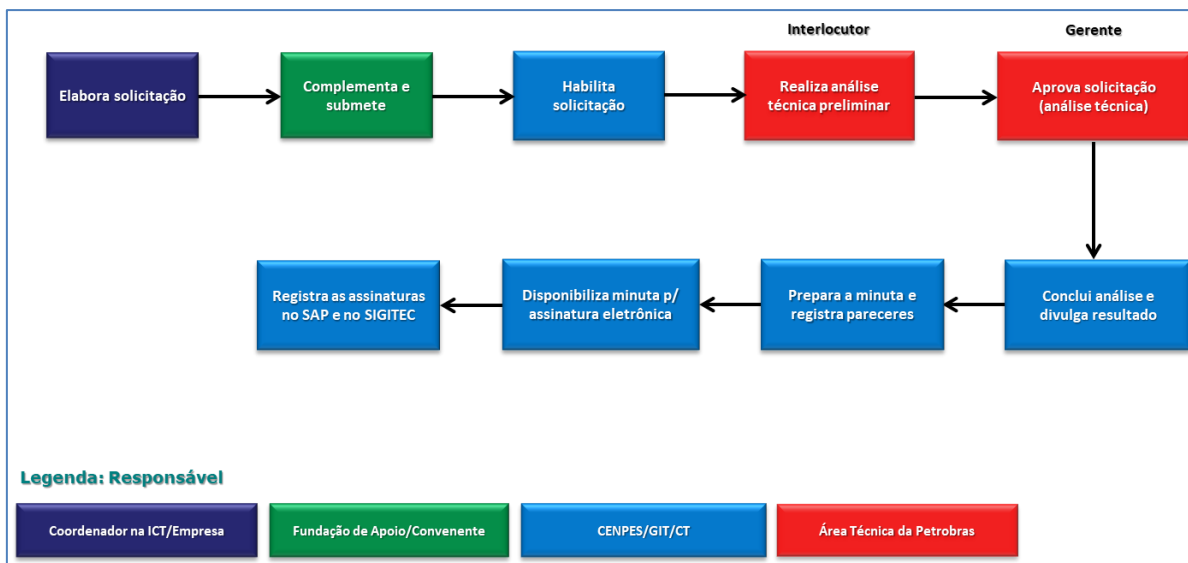 Interlocutor
Gerente
Elabora solicitação
Complementa e
submete
Habilita
solicitação
Realiza análise
técnica preliminar
Aprova solicitação
(análise técnica)
Registra as assinaturas
no SAP e no SIGITEC
Disponibiliza minuta p/
assinatura eletrônica
Prepara a minuta e
registra pareceres
Conclui análise e
divulga resultado
Legenda: Responsável
Coordenador na ICT/Empresa
Fundação de Apoio/Convenente
CENPES/GIT/CT
Área Técnica da Petrobras